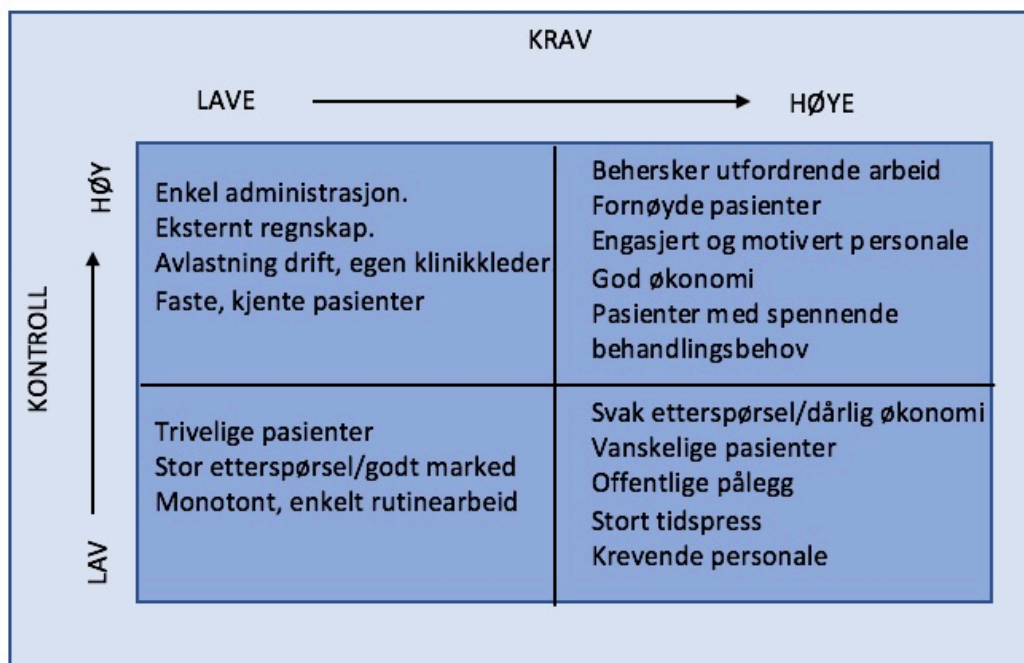 KRAV
LAVE
HØYE
KONTROLL
HØY
LAV
Enkel administrasjon.
Eksternt regnskap.
Avlastning drift, egen klinikkleder
Faste, kjente pasienter
Behersker utfordrende arbeid
Fornøyde pasienter
Engasjert og motivert personale
God økonomi
Pasienter med spennende
behandlingsbehov
Trivelige pasienter
Stor etterspørsel/godt marked
Monotont, enkelt rutinearbeid
Svak etterspørsel/dårlig økonomi
Vanskelige pasienter
Offentlige pålegg
Stort tidspress
Krevende personale